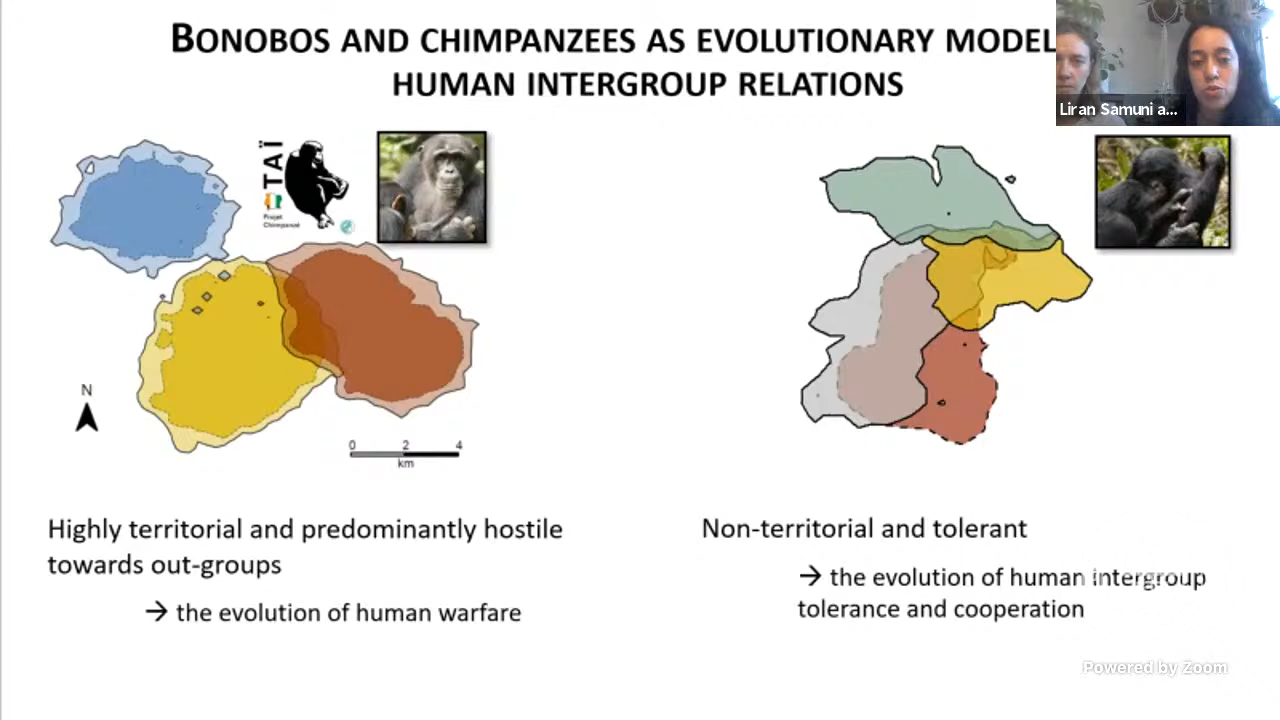 BONOBOS AND CHIMPANZEES AS EVOLUTIONARY MODEL
HUMAN INTERGROUP RELATIONS
Liran Samuni a...
TAÏ
Projet
Chimpanzé
N
0 2 4
km
Highly territorial and predominantly hostile
towards out-groups
→ the evolution of human warfare
Non-territorial and tolerant
→ the evolution of human intergroup
tolerance and cooperation
Powered by Zoom